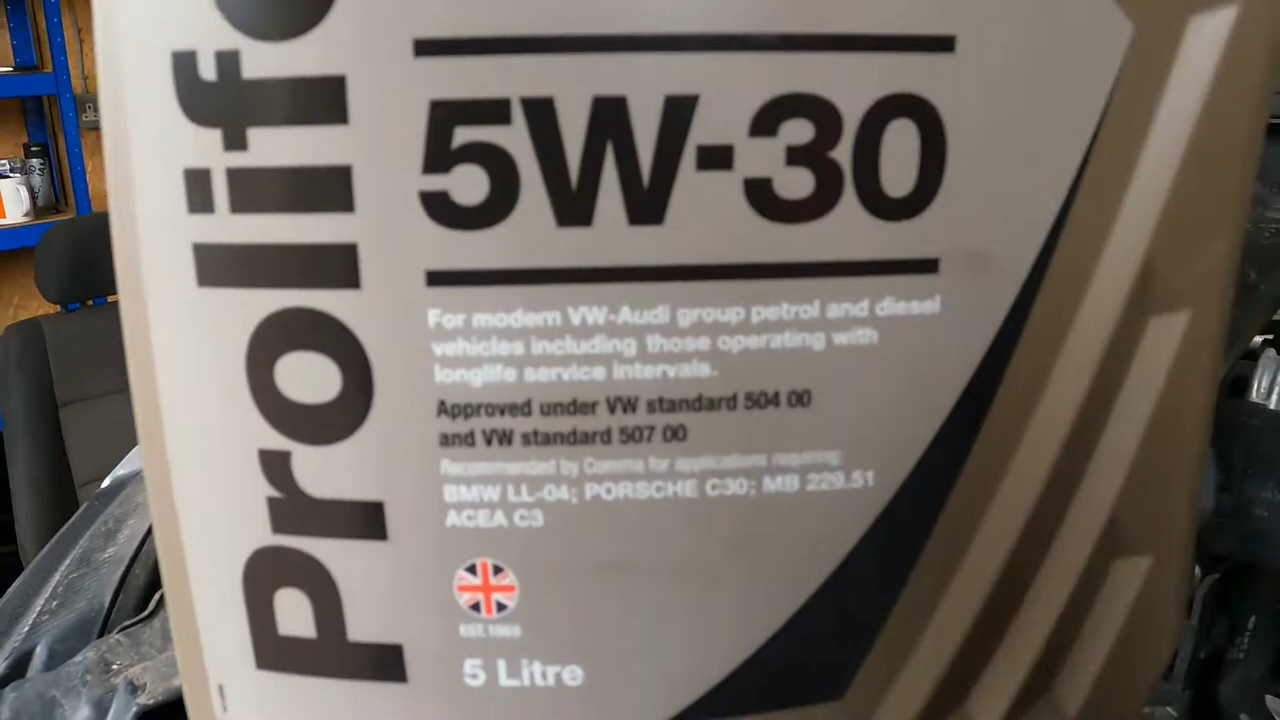 Prolife
5W-30
For modern VW-Audi group petrol and diesel
vehicles including those operating with
longlife service intervals.
Approved under VW standard 504 00
and VW standard 507 00
Recommended by Comma for applications requiring:
BMW LL-04; PORSCHE C30; MB 229.51
ACEA C3
5 Litre